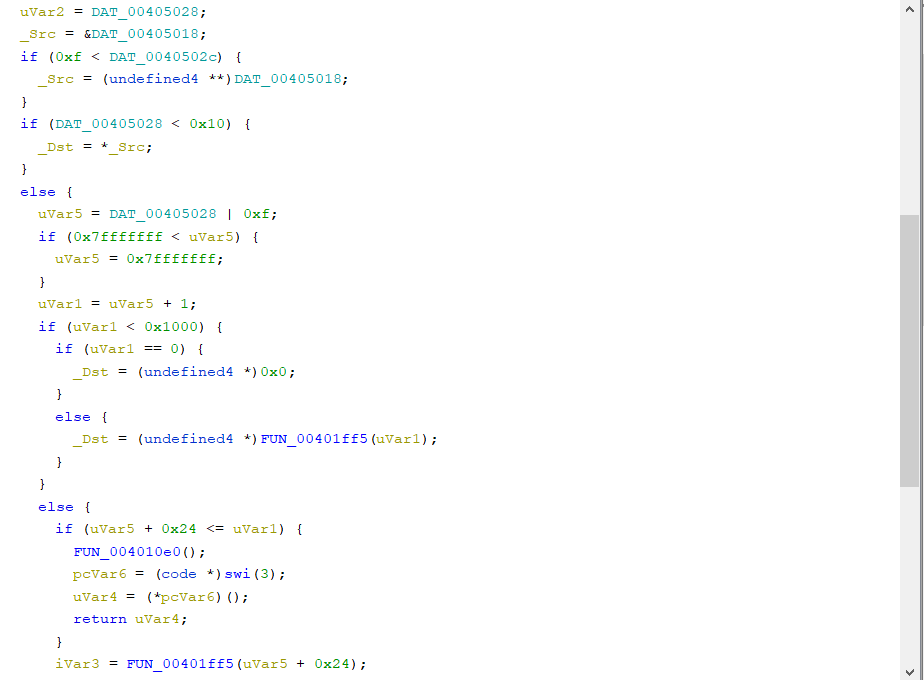 uVar2 = DAT_00405028;
_Src = &DAT_00405018;
if (0xf < DAT_0040502c) {
_Src = (undefined4 **)DAT_00405018;
}
if (DAT_00405028 < 0x10) {
_Dst = *_Src;
}
else {
uVar5 = DAT_00405028 | 0xf;
if (0x7fffffff < uVar5) {
uVar5 = 0x7fffffff;
}
uVar1 = uVar5 + 1;
if (uVar1 < 0x1000) {
if (uVar1 == 0) {
_Dst = (undefined4 *)0x0;
}
else {
_Dst = (undefined4 *)FUN_00401ff5(uVar1);
}
}
else {
if (uVar5 + 0x24 <= uVar1) {
FUN_004010e0();
pcVar6 = (code *)swi(3);
uVar4 = (*pcVar6)();
return uVar4;
}
iVar3 = FUN_00401ff5(uVar5 + 0x24);